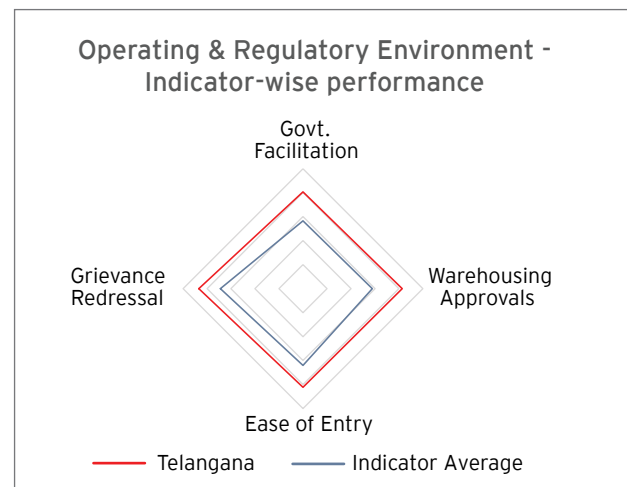 Operating & Regulatory Environment -
Indicator-wise performance
Govt.
Facilitation
Grievance
Redressal
Warehousing
Approvals
Ease of Entry
Telangana
Indicator Average